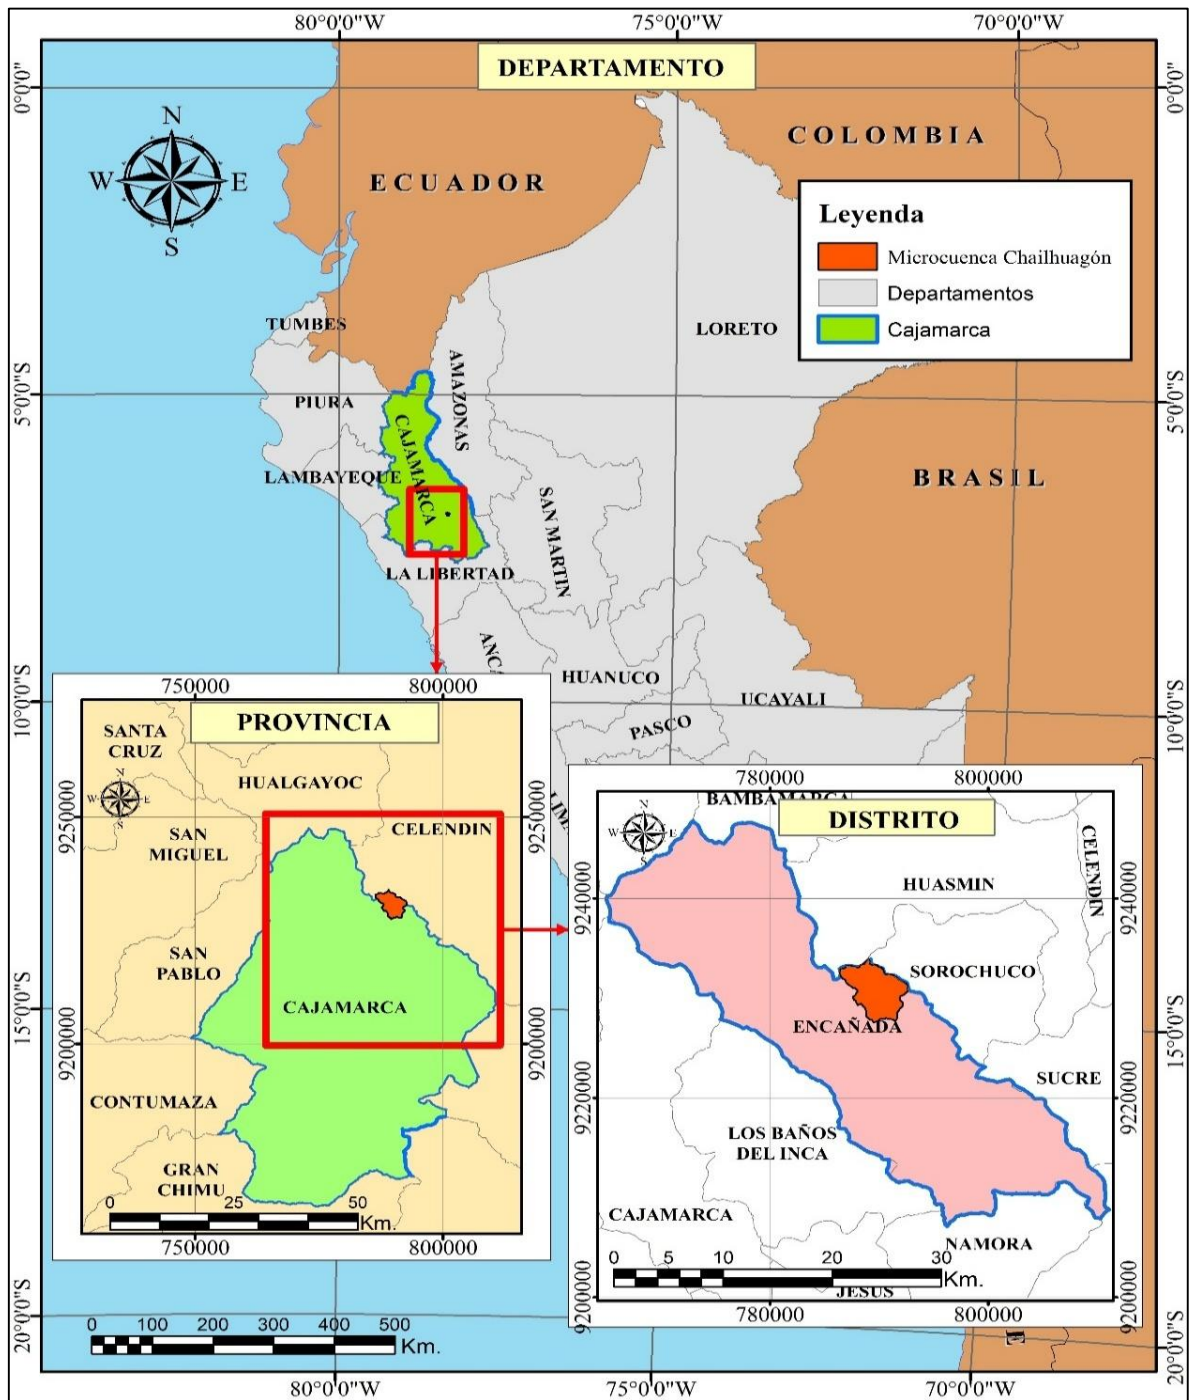 80°0'0"W 75°0'0"W 70°0'0"W
DEPARTAMENTO
0°0'0" 0°0'0"
N
W E
S
COLOMBIA
ECUADOR
Leyenda
Microcuenca Chailhuagón
Departamentos
Cajamarca
TUMBES
LORETO
AMAZONAS
5°0'0"S 5°0'0"S
PIURA
CAJAMARCA
LAMBAYEQUE
BRASIL
SAN MARTIN
LA LIBERTAD
ANCA
HUANUCO
UCAYALI
PASCO
10°0'0"S 10°0'0"S
LIMA
750000 800000
PROVINCIA
SANTA
CRUZ
N
W E
HUALGAYOC
9250000 9250000
CELENDIN
SAN
MIGUEL
SAN
PABLO
CAJAMARCA
9200000 9200000
CONTUMAZA
GRAN
CHIMU
0 25 50
Km.
750000 800000
780000 800000
BAMBAMARCA
DISTRITO
N
W E
S
CELENDIN
HUASMIN
9240000 9240000
SOROCHUCO
ENCAÑADA
SUCRE
9220000 9220000
LOS BAÑOS
DEL INCA
CAJAMARCA
NAMORA
0 5 10 20 30
Km.
JESUS
9200000 9200000
780000 800000
15°0'0"S 15°0'0"S
E
20°0'0"S 20°0'0"S
0 100 200 300 400 500
Km.
80°0'0"W 75°0'0"W 70°0'0"W